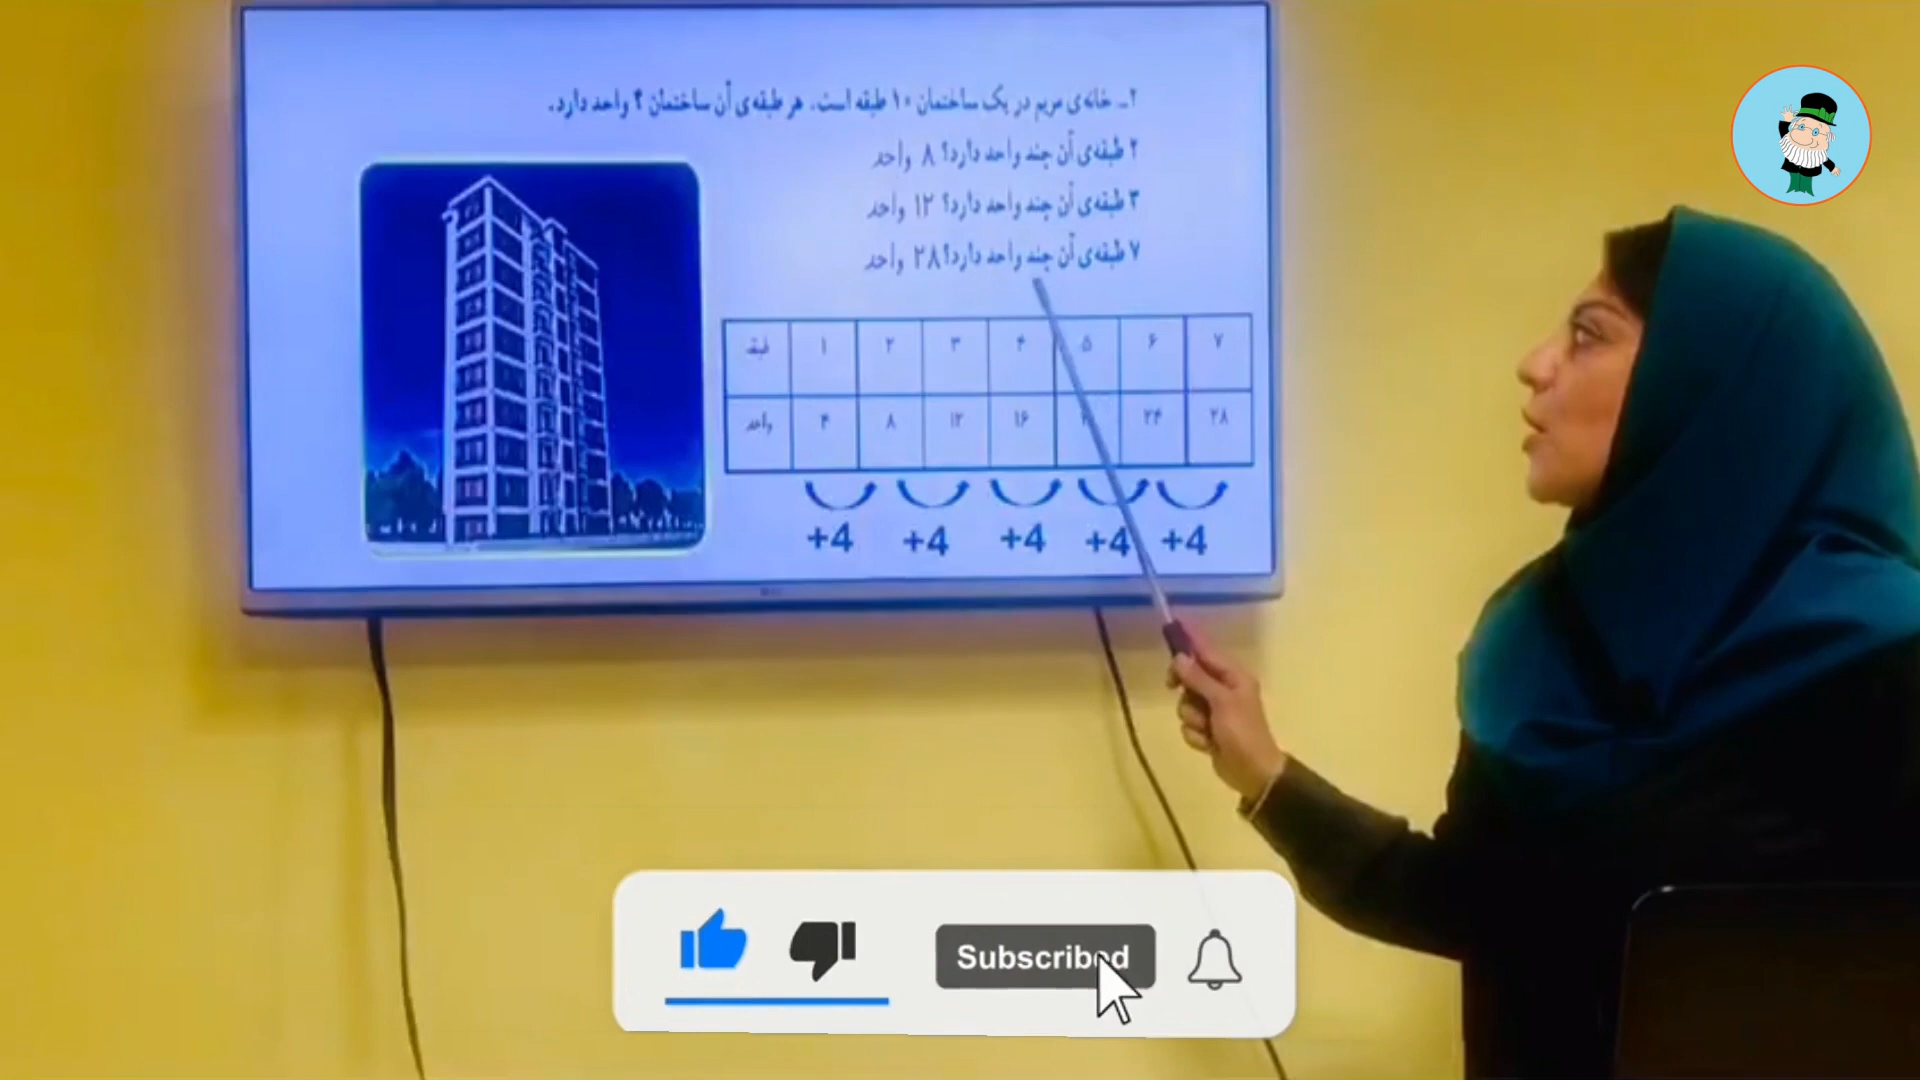 ۲ـ خانه‌ی مریم در یک ساختمان ۱۰ طبقه است. هر طبقه‌ی آن ساختمان ۴ واحد دارد.
۲ طبقه‌ی آن چند واحد دارد؟ ۸ واحد
۳ طبقه‌ی آن چند واحد دارد؟ ۱۲ واحد
۷ طبقه‌ی آن چند واحد دارد؟ ۲۸ واحد
طبقه ۱ ۲ ۳ ۴ ۵ ۶ ۷
واحد ۴ ۸ ۱۲ ۱۶ ۲۴ ۲۸
+4 +4 +4 +4 +4
Subscribed